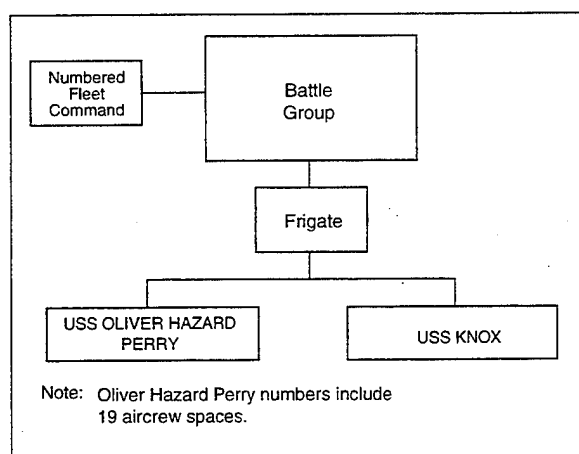 Numbered
Fleet
Command
Battle
Group
Frigate
USS OLIVER HAZARD
PERRY
USS KNOX
Note: Oliver Hazard Perry numbers include
19 aircrew spaces.